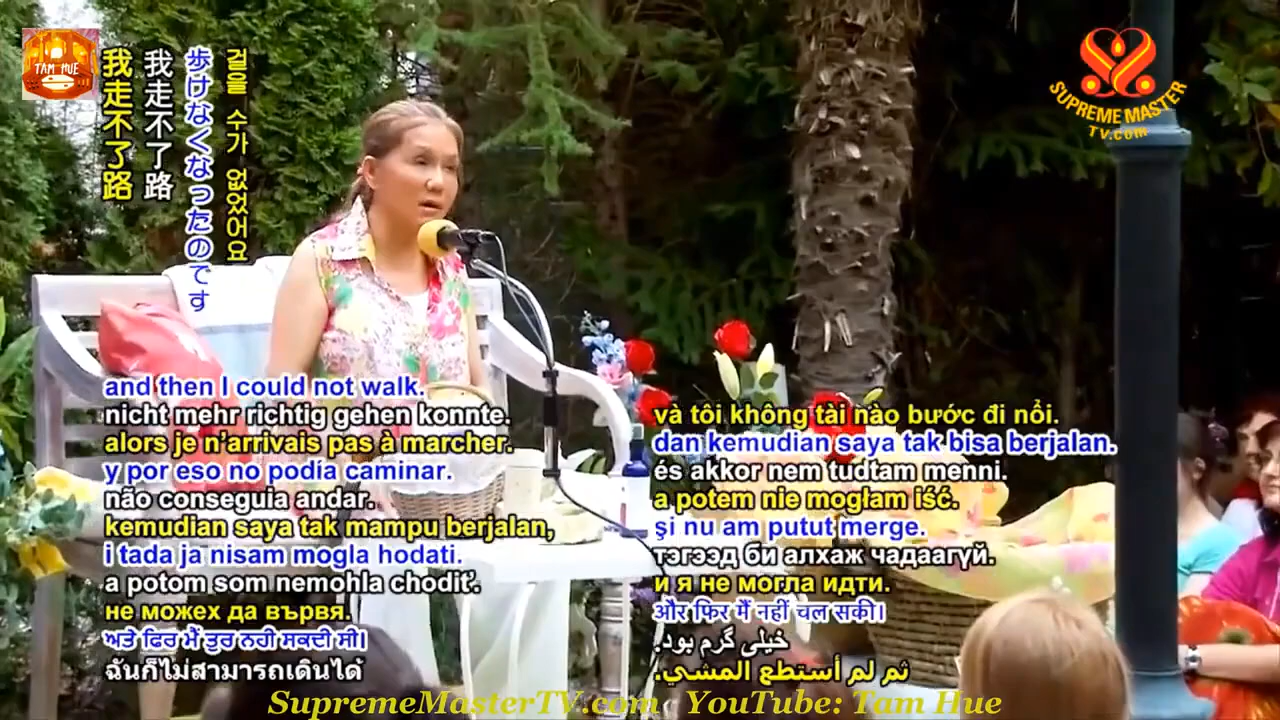 TAM HUE
我走不了路
我走不了路
歩けなくなったのです
걸을 수가 없었어요
SUPREME MASTER
TV.com
and then I could not walk.
nicht mehr richtig gehen konnte.
alors je n’arrivais pas à marcher.
y por eso no podía caminar.
não conseguia andar.
kemudian saya tak mampu berjalan,
i tada ja nisam mogla hodati.
a potom som nemohla chodiť.
не можех да вървя.
ਅਤੇ ਫਿਰ ਮੈਂ ਤੁਰ ਨਹੀ ਸਕਦੀ ਸੀ।
ฉันก็ไม่สามารถเดินได้
và tôi không tài nào bước đi nổi.
dan kemudian saya tak bisa berjalan.
és akkor nem tudtam menni.
a potem nie mogłam iść.
şi nu am putut merge.
тэгээд би алхаж чадаагүй.
и я не могла идти.
और फिर मैं नहीं चल सकी।
خیلی گرم بود.
ثم لم أستطع المشي.
SupremeMasterTV.com YouTube: Tam Hue